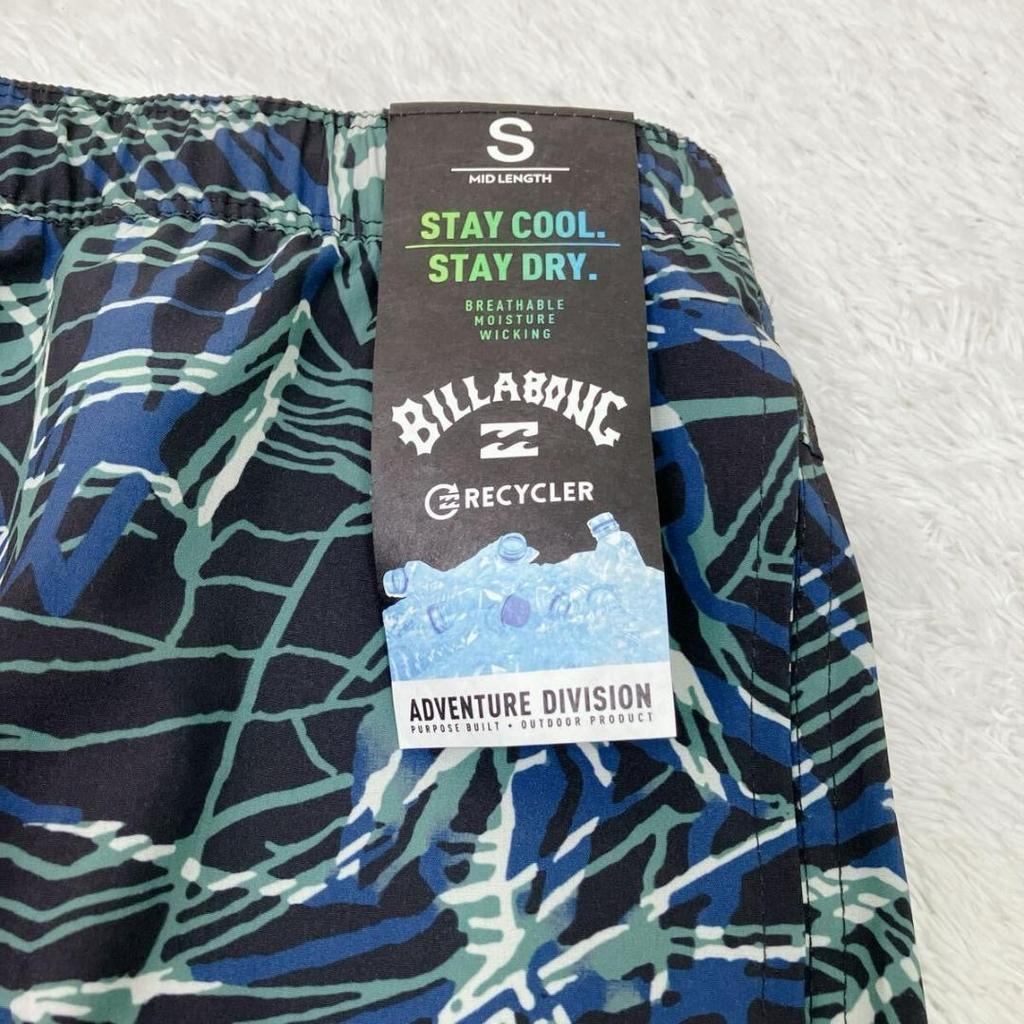 S
MID LENGTH
STAY COOL.
STAY DRY.
BREATHABLE
MOISTURE
WICKING
BILLABONG
RECYCLER
ADVENTURE DIVISION
PURPOSE BUILT • OUTDOOR PRODUCT